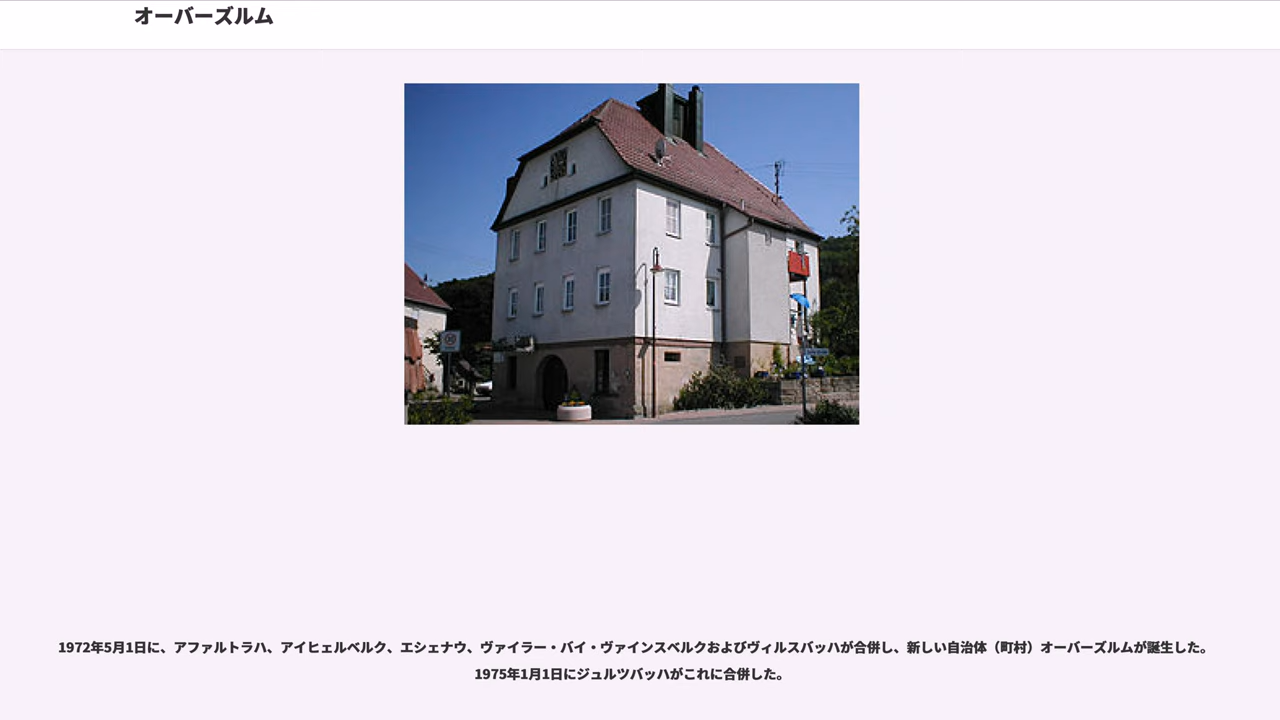 オーバーズルム
1972年5月1日に、アファルトラハ、アイヒェルベルク、エシェナウ、ヴァイラー・バイ・ヴァインスベルクおよびヴィルスバッハが合併し、新しい自治体（町村）オーバーズルムが誕生した。
1975年1月1日にジュルツバッハがこれに合併した。